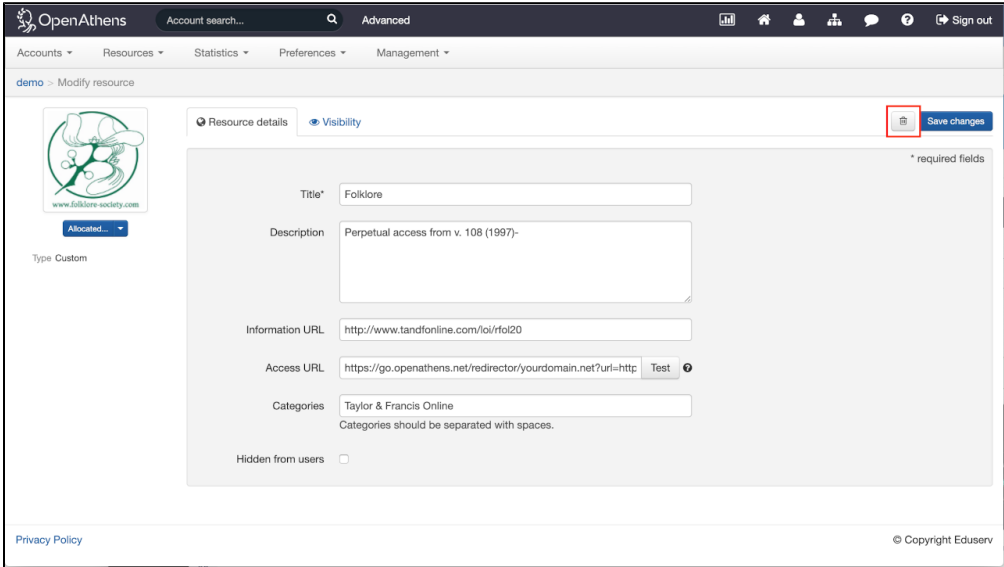 OpenAthens Account search... Advanced Sign out
Accounts Resources Statistics Preferences Management
demo > Modify resource
www.folklore-society.com
Allocated...
Type Custom
Resource details Visibility Save changes
* required fields
Title* Folklore
Description Perpetual access from v. 108 (1997)-
Information URL http://www.tandfonline.com/loi/rfol20
Access URL https://go.openathens.net/redirector/yourdomain.net?url=http Test
Categories Taylor & Francis Online
Categories should be separated with spaces.
Hidden from users
Privacy Policy © Copyright Eduserv